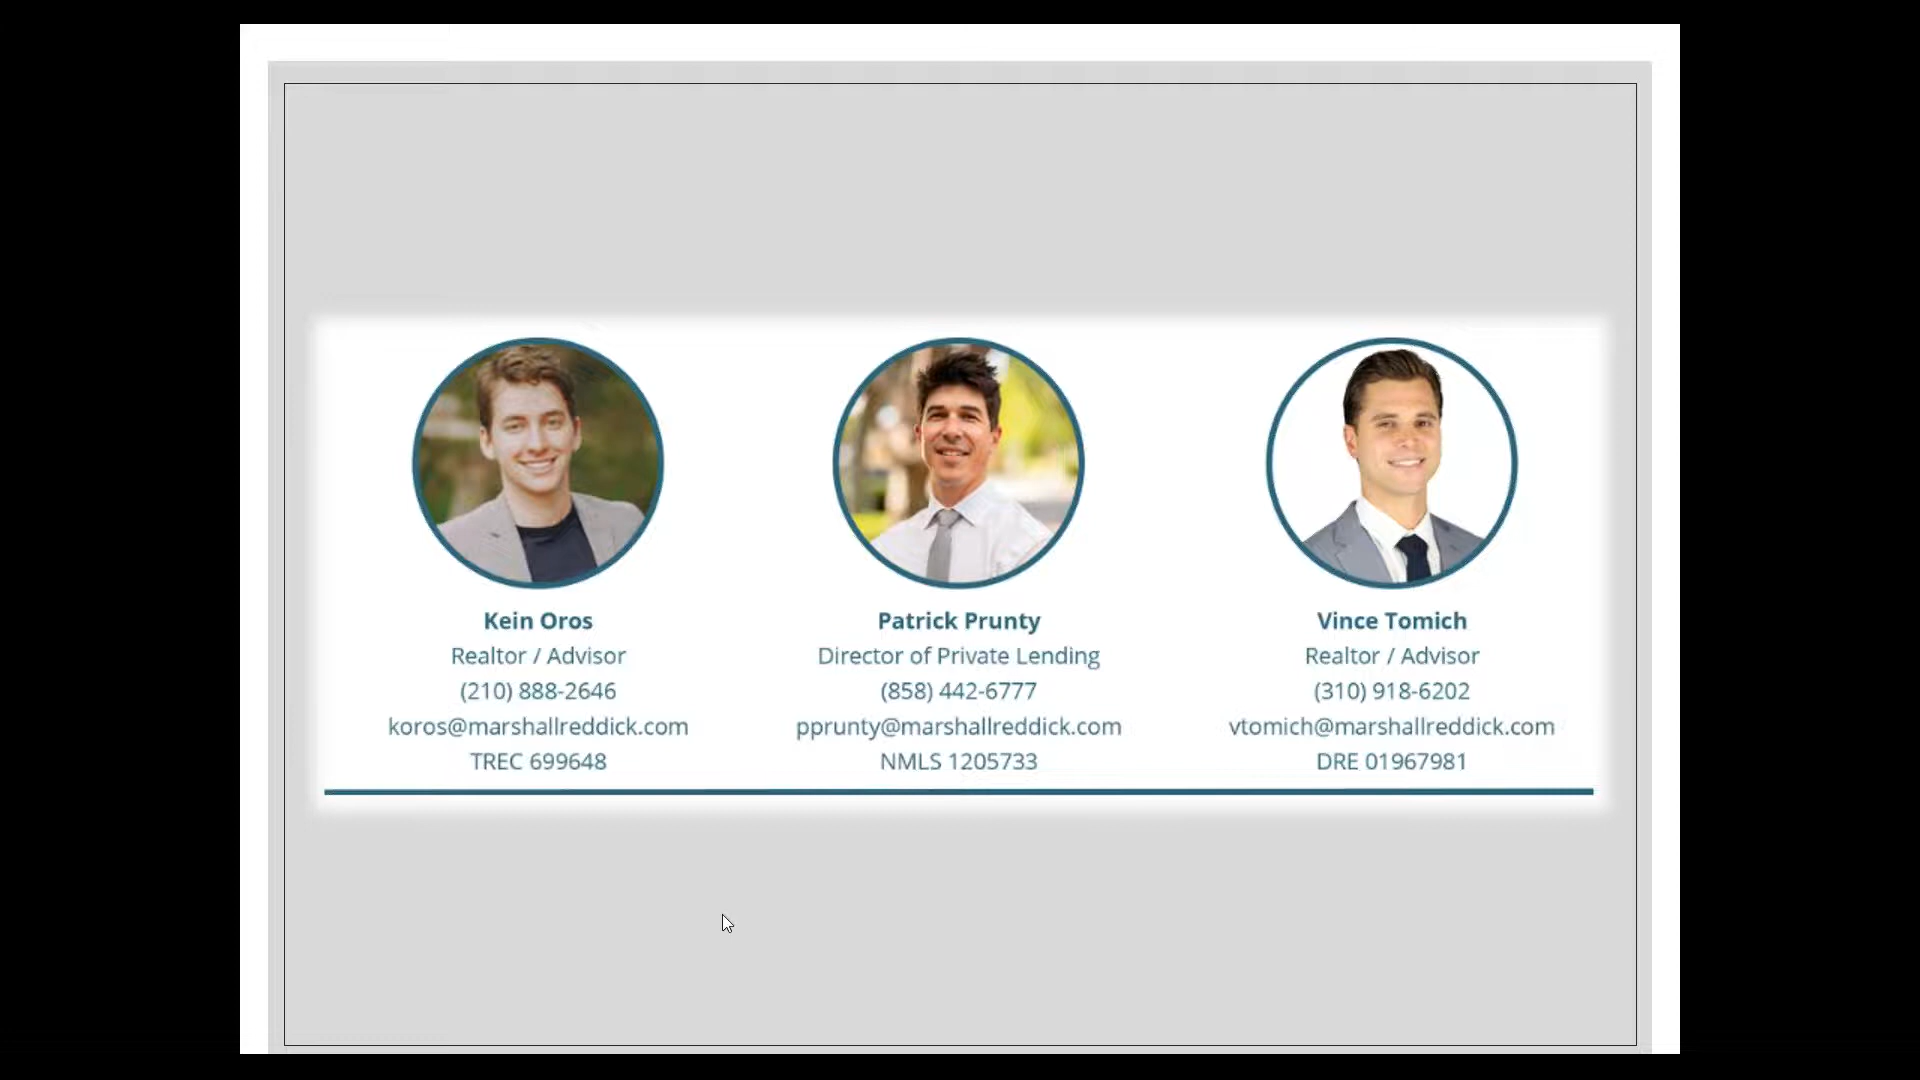 Kein Oros
Realtor / Advisor
(210) 888-2646
koros@marshallreddick.com
TREC 699648
Patrick Prunty
Director of Private Lending
(858) 442-6777
pprunty@marshallreddick.com
NMLS 1205733
Vince Tomich
Realtor / Advisor
(310) 918-6202
vtomich@marshallreddick.com
DRE 01967981